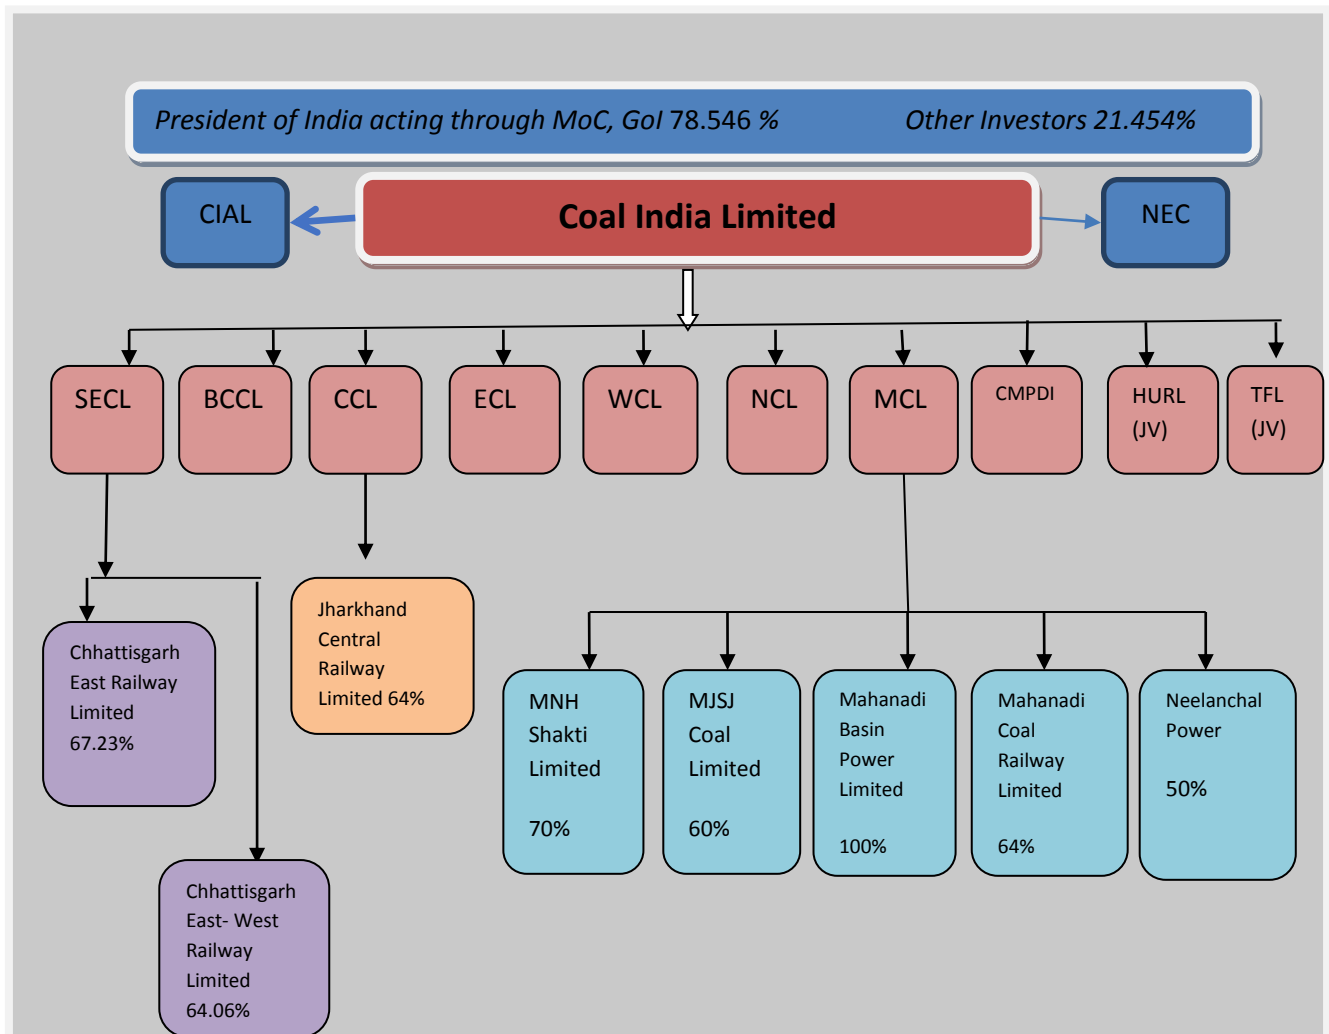 President of India acting through MoC, GoI 78.546 % Other Investors 21.454%
CIAL
Coal India Limited
NEC
SECL
BCCL
CCL
ECL
WCL
NCL
MCL
CMPDI
HURL
(JV)
TFL
(JV)
Chhattisgarh
East Railway
Limited
67.23%
Chhattisgarh
East- West
Railway
Limited
64.06%
Jharkhand
Central
Railway
Limited 64%
MNH
Shakti
Limited
70%
MJSJ
Coal
Limited
60%
Mahanadi
Basin
Power
Limited
100%
Mahanadi
Coal
Railway
Limited
64%
Neelanchal
Power
50%